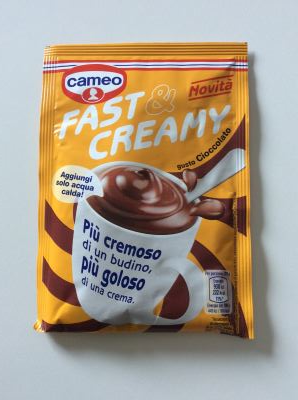 cameo
Novità
FAST &
CREAMY
Gusto Cioccolato
Aggiungi
solo acqua
calda!
Più cremoso
di un budino,
più goloso
di una crema.